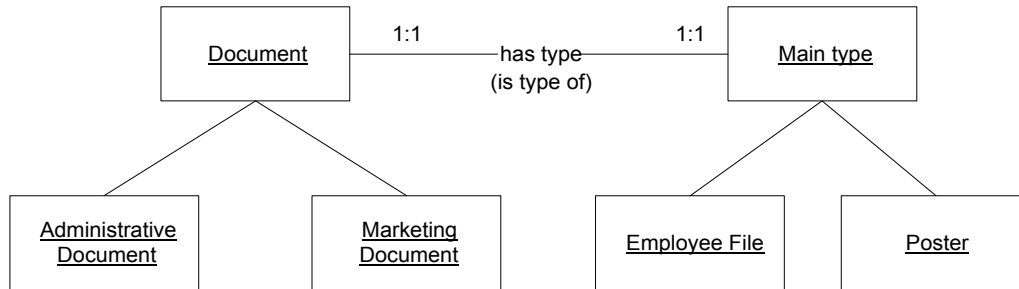 1:1
1:1
Document
has type
Main type
(is type of)
Administrative
Document
Marketing
Document
Employee File
Poster